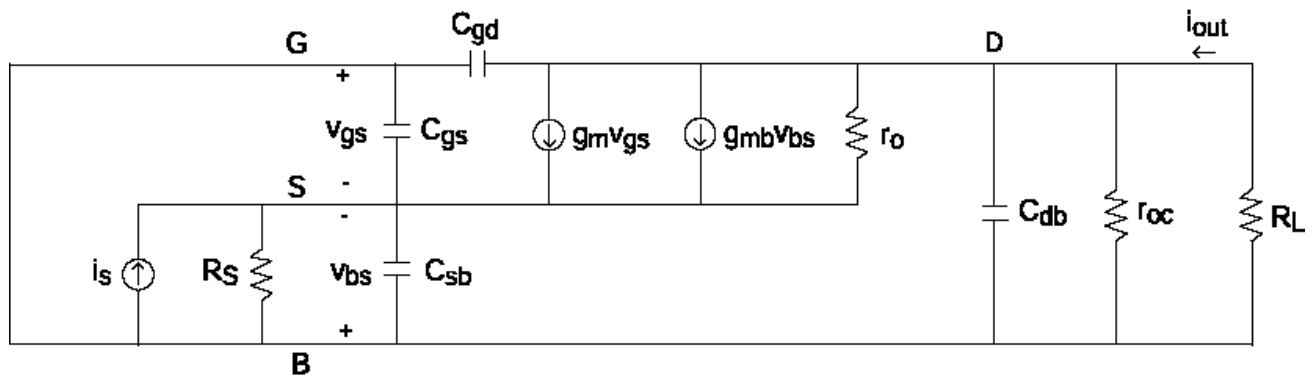 C_gd
i_out
←
G
D
+
v_gs
C_gs
g_m v_gs
g_mb v_bs
r_o
-
S
-
i_s
R_S
v_bs
C_sb
C_db
r_oc
R_L
+
B